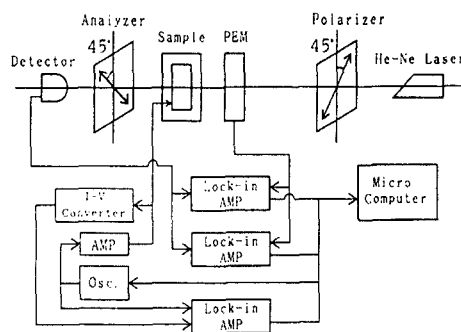 Anaiyzer
Polarizer
45°
Sample
PEM
45°
Detector
He-Ne Laser
I-V
Converter
Lock-in
AMP
Micro
Computer
AMP
Lock-in
AMP
Osc.
Lock-in
AMP